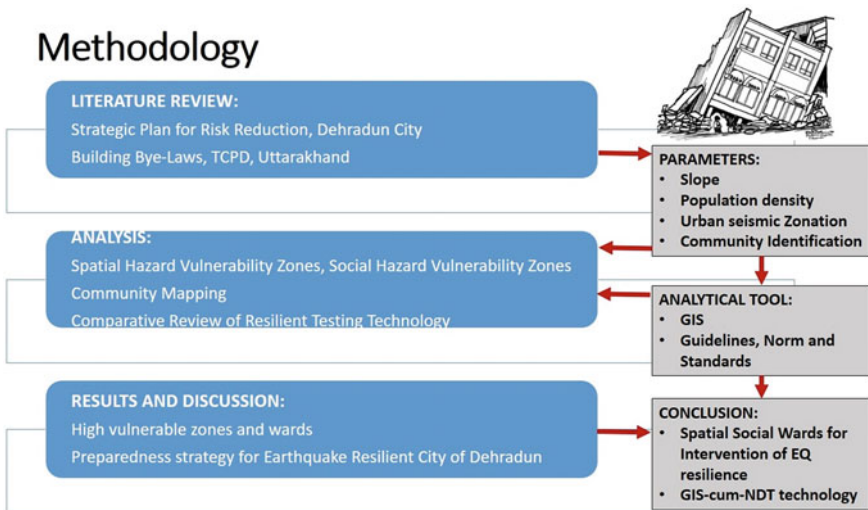 Methodology
LITERATURE REVIEW:
Strategic Plan for Risk Reduction, Dehradun City
Building Bye-Laws, TCPD, Uttarakhand
PARAMETERS:
• Slope
• Population density
• Urban seismic Zonation
• Community Identification
ANALYSIS:
Spatial Hazard Vulnerability Zones, Social Hazard Vulnerability Zones
Community Mapping
Comparative Review of Resilient Testing Technology
ANALYTICAL TOOL:
• GIS
• Guidelines, Norm and
Standards
RESULTS AND DISCUSSION:
High vulnerable zones and wards
Preparedness strategy for Earthquake Resilient City of Dehradun
CONCLUSION:
• Spatial Social Wards for
Intervention of EQ
resilience
• GIS-cum-NDT technology